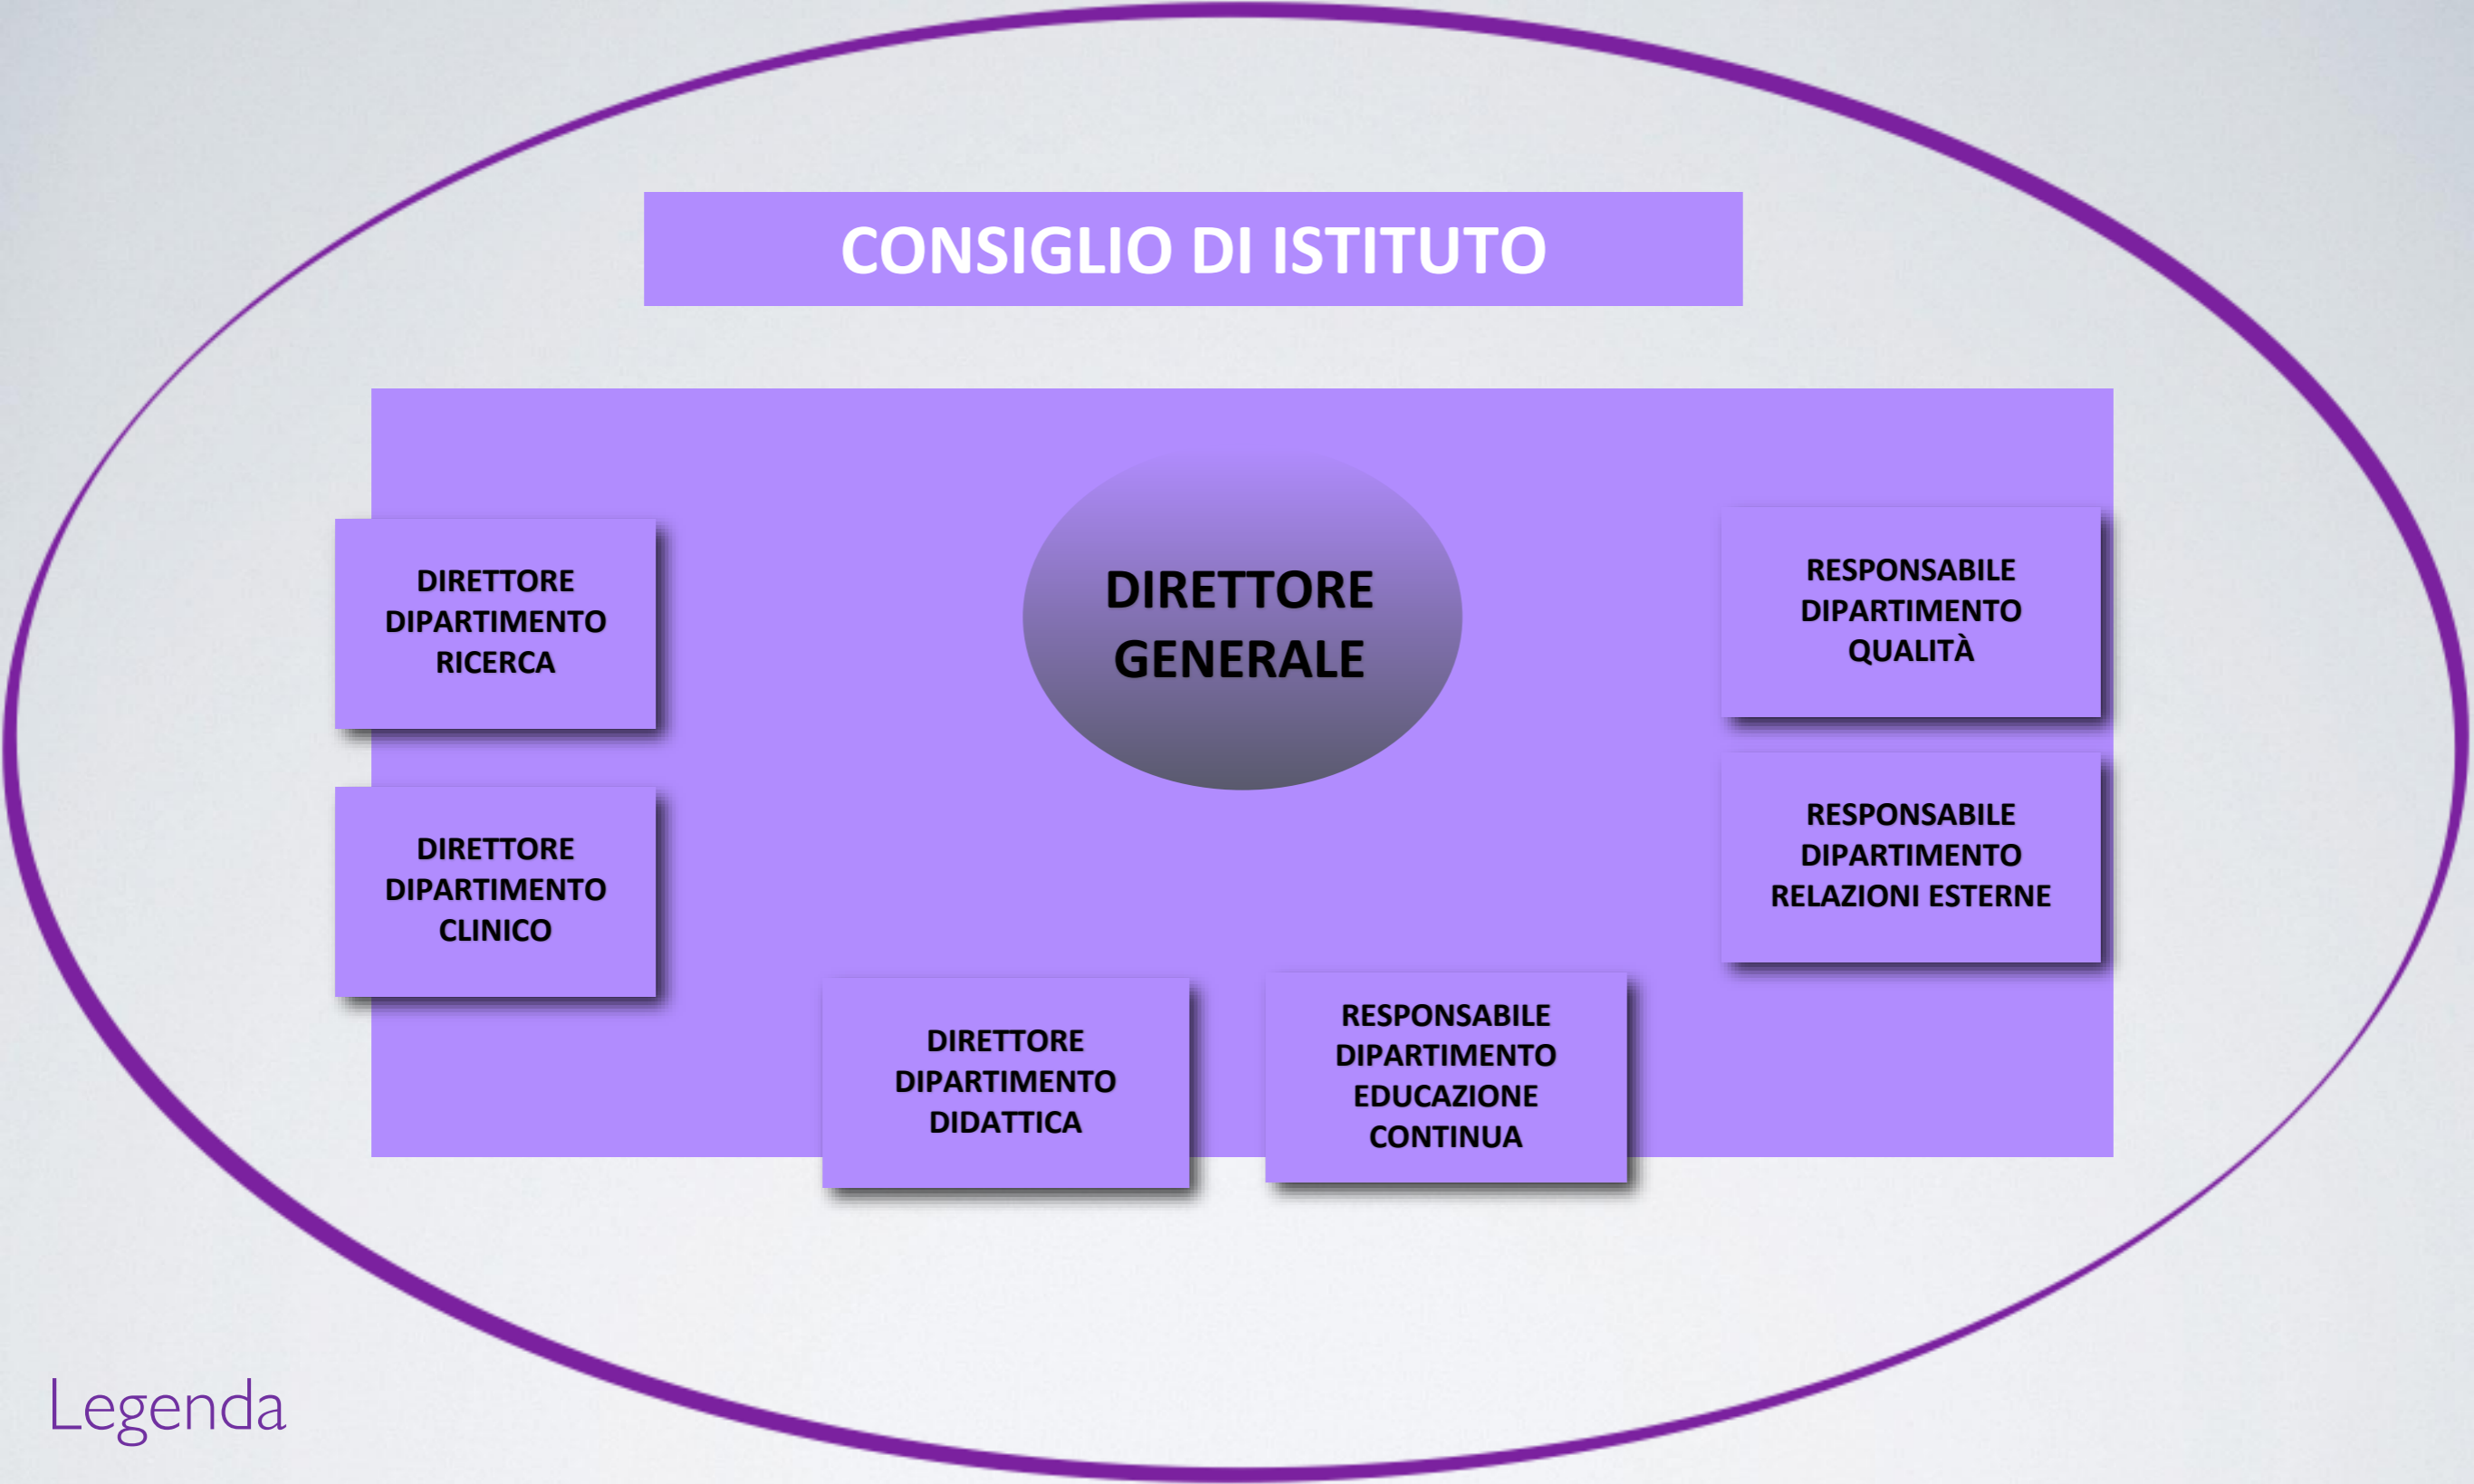 CONSIGLIO DI ISTITUTO
DIRETTORE
GENERALE
DIRETTORE
DIPARTIMENTO
RICERCA
RESPONSABILE
DIPARTIMENTO
QUALITÀ
DIRETTORE
DIPARTIMENTO
CLINICO
RESPONSABILE
DIPARTIMENTO
RELAZIONI ESTERNE
DIRETTORE
DIPARTIMENTO
DIDATTICA
RESPONSABILE
DIPARTIMENTO
EDUCAZIONE
CONTINUA
Legenda